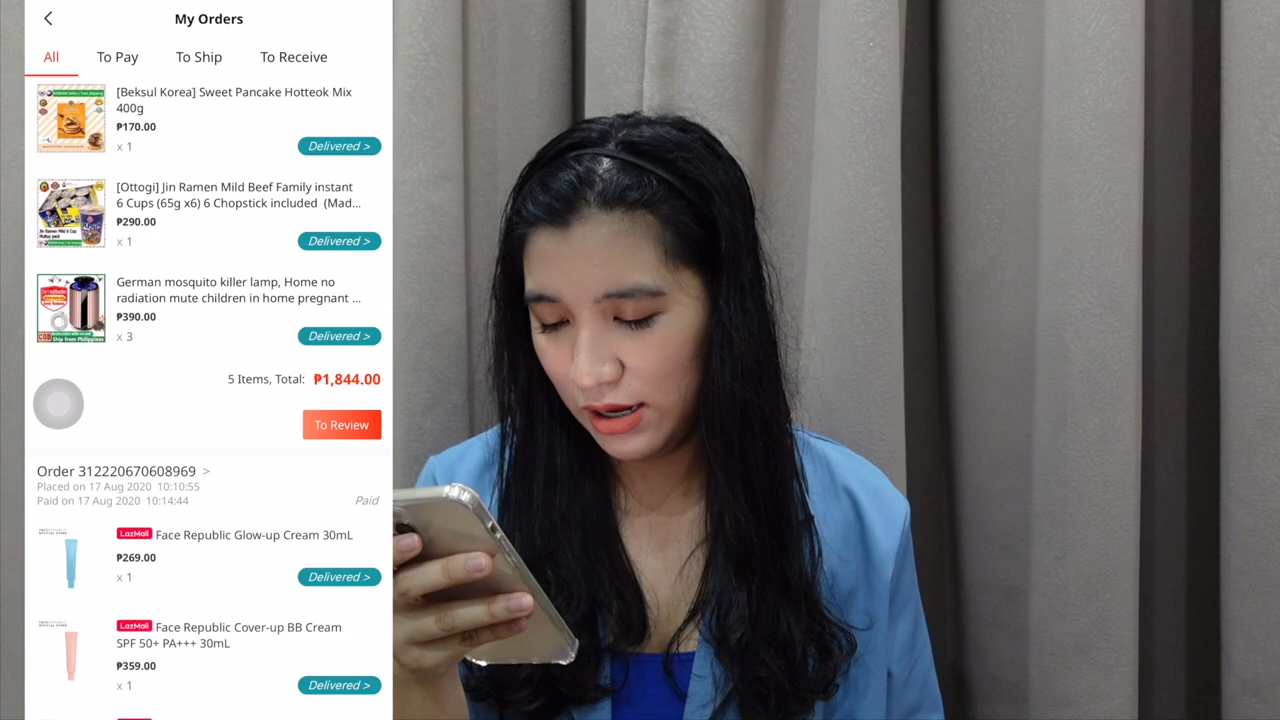 My Orders
All To Pay To Ship To Receive
[Beksul Korea] Sweet Pancake Hotteok Mix
400g
₱170.00
x 1 Delivered >
[Ottogi] Jin Ramen Mild Beef Family instant
6 Cups (65g x6) 6 Chopstick included (Mad...
₱290.00
x 1 Delivered >
German mosquito killer lamp, Home no
radiation mute children in home pregnant ...
₱390.00
x 3 Delivered >
Ship from Philippines
5 Items, Total: ₱1,844.00
To Review
Order 312220670608969 >
Placed on 17 Aug 2020 10:10:55
Paid on 17 Aug 2020 10:14:44 Paid
LazMall Face Republic Glow-up Cream 30mL
₱269.00
x 1 Delivered >
LazMall Face Republic Cover-up BB Cream
SPF 50+ PA+++ 30mL
₱359.00
x 1 Delivered >